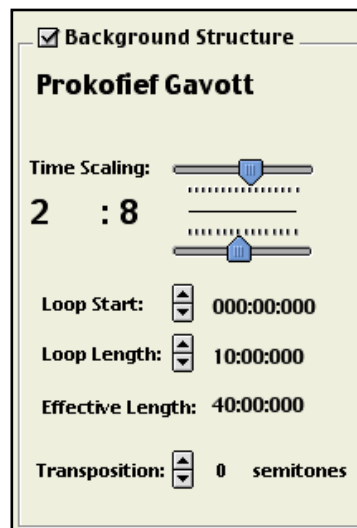 Background Structure
Prokofief Gavott
Time Scaling:
2 : 8
Loop Start: 000:00:000
Loop Length: 10:00:000
Effective Length: 40:00:000
Transposition: 0 semitones